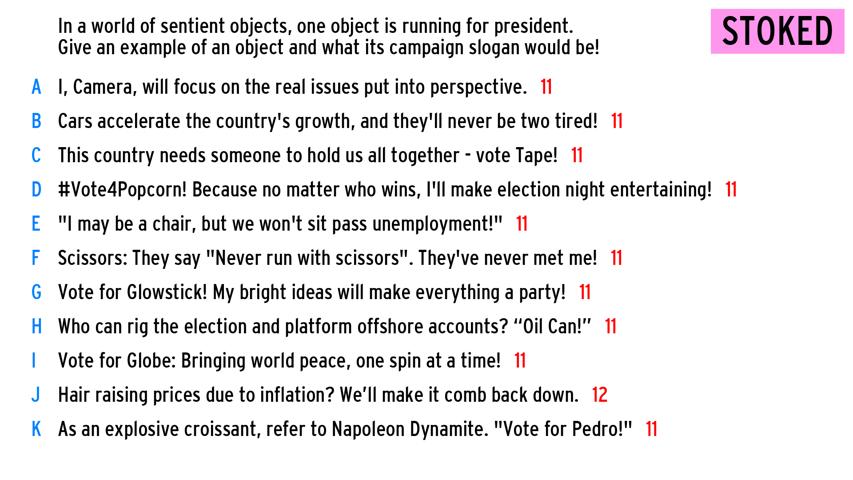 In a world of sentient objects, one object is running for president.
Give an example of an object and what its campaign slogan would be!
STOKED
A I, Camera, will focus on the real issues put into perspective. 11
B Cars accelerate the country's growth, and they'll never be two tired! 11
C This country needs someone to hold us all together - vote Tape! 11
D #Vote4Popcorn! Because no matter who wins, I'll make election night entertaining! 11
E "I may be a chair, but we won't sit pass unemployment!" 11
F Scissors: They say "Never run with scissors". They've never met me! 11
G Vote for Glowstick! My bright ideas will make everything a party! 11
H Who can rig the election and platform offshore accounts? “Oil Can!” 11
I Vote for Globe: Bringing world peace, one spin at a time! 11
J Hair raising prices due to inflation? We’ll make it comb back down. 12
K As an explosive croissant, refer to Napoleon Dynamite. "Vote for Pedro!" 11